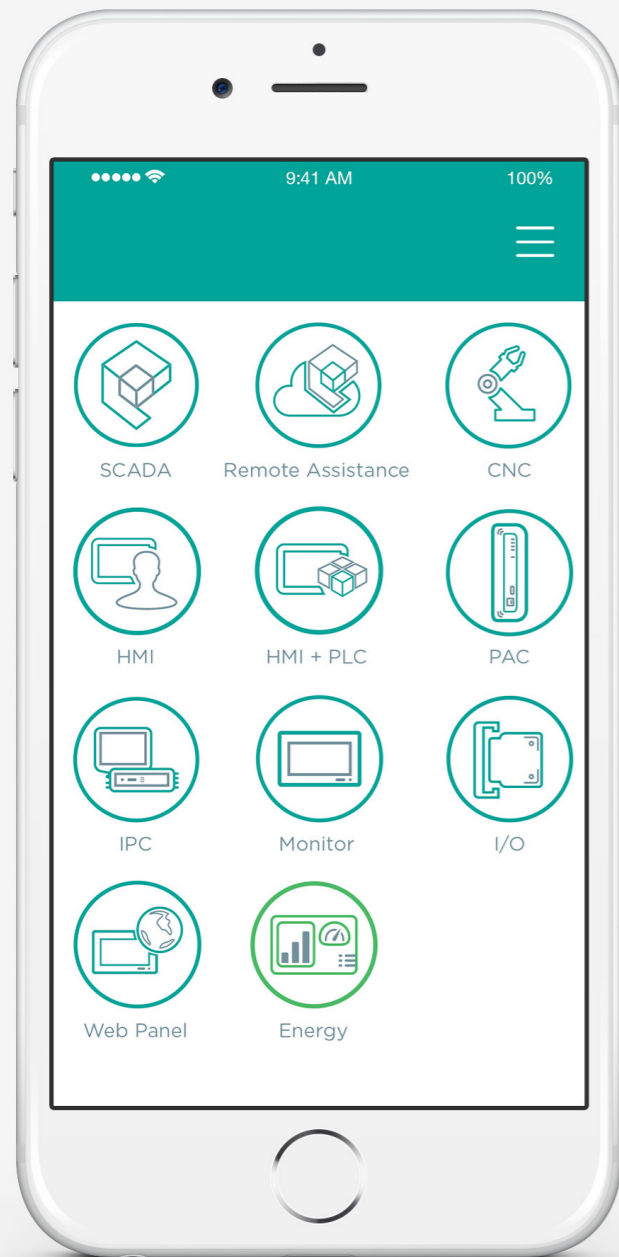 9:41 AM 100%
SCADA Remote Assistance CNC
HMI HMI + PLC PAC
IPC Monitor I/O
Web Panel Energy